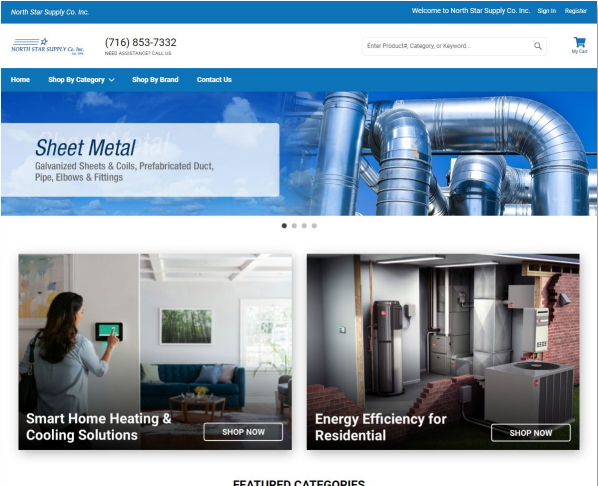 North Star Supply Co. Inc.
Welcome to North Star Supply Co. Inc. Sign In Register
NORTH STAR SUPPLY Co. Inc.
(716) 853-7332
NEED ASSISTANCE? CALL US
Enter Product#, Category, or Keyword...
My Cart
Home Shop By Category Shop By Brand Contact Us
Sheet Metal
Galvanized Sheets & Coils, Prefabricated Duct,
Pipe, Elbows & Fittings
Smart Home Heating &
Cooling Solutions
SHOP NOW
Energy Efficiency for
Residential
SHOP NOW
FEATURED CATEGORIES